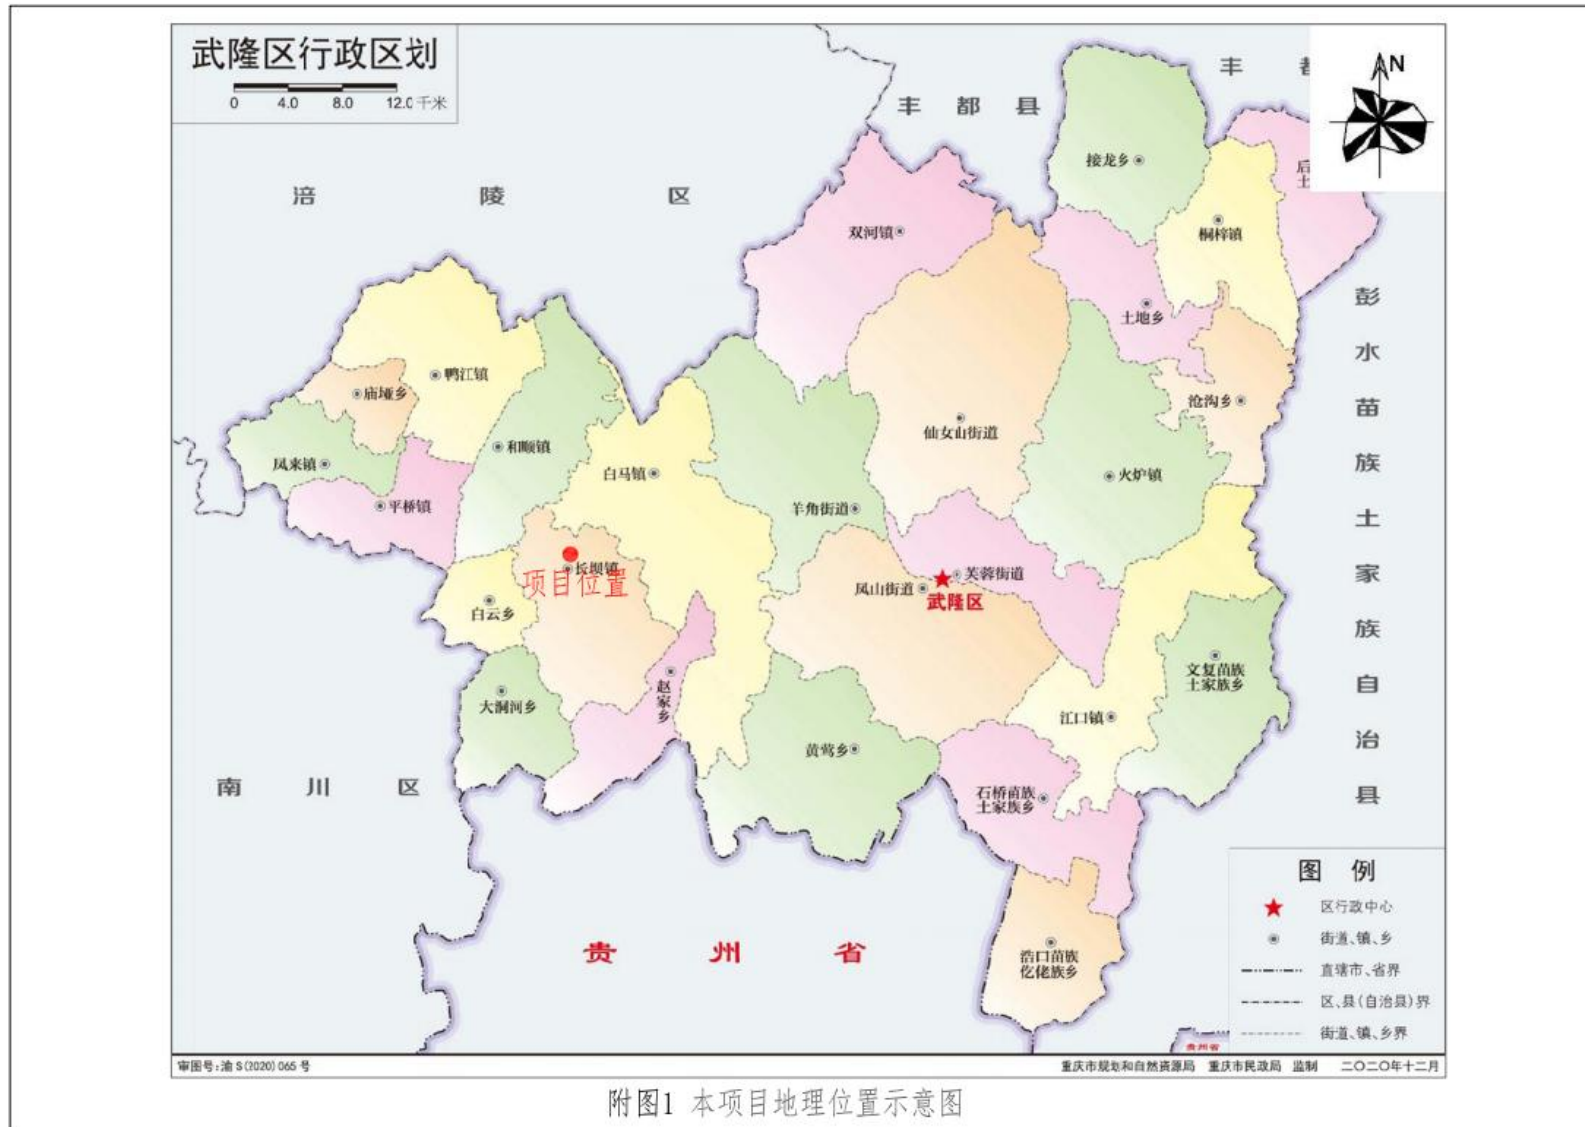 武隆区行政区划
0 4.0 8.0 12.0 千米
N
丰
丰都县
涪陵区
接龙乡
桐梓镇
双河镇
土地乡
彭水苗族土家族自治县
鸭江镇
庙垭乡
沧沟乡
仙女山街道
和顺镇
凤来镇
白马镇
火炉镇
平桥镇
羊角街道
长坝镇
项目位置
芙蓉街道
凤山街道
武隆区
白云乡
文复苗族
土家族乡
赵家乡
大洞河乡
江口镇
黄莺乡
南川区
石桥苗族
土家族乡
浩口苗族
仡佬族乡
贵州省
图例
区行政中心
街道、镇、乡
直辖市、省界
区、县(自治县)界
街道、镇、乡界
贵州省
审图号:渝S(2020)065号
重庆市规划和自然资源局 重庆市民政局 监制 二〇二〇年十二月
附图1 本项目地理位置示意图